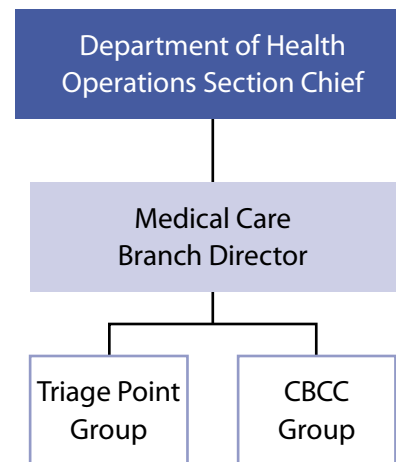 Department of Health
Operations Section Chief
Medical Care
Branch Director
Triage Point
Group
CBCC
Group